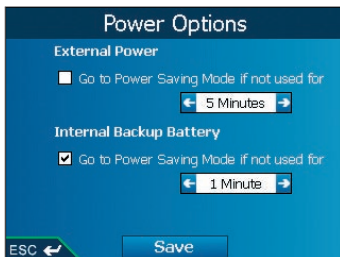 Power Options
External Power
Go to Power Saving Mode if not used for
5 Minutes
Internal Backup Battery
Go to Power Saving Mode if not used for
1 Minute
ESC Save